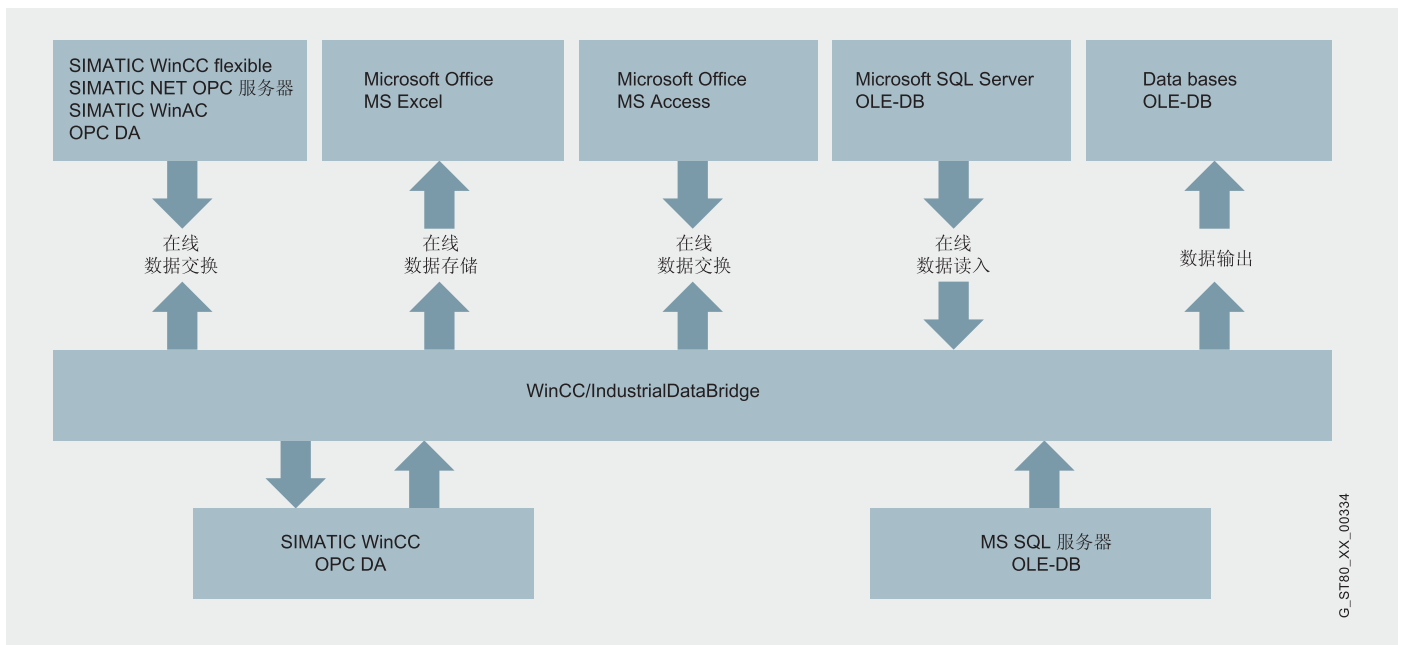 SIMATIC WinCC flexible
SIMATIC NET OPC 服务器
SIMATIC WinAC
OPC DA
Microsoft Office
MS Excel
Microsoft Office
MS Access
Microsoft SQL Server
OLE-DB
Data bases
OLE-DB
在线
数据交换
在线
数据存储
在线
数据交换
在线
数据读入
数据输出
WinCC/IndustrialDataBridge
SIMATIC WinCC
OPC DA
MS SQL 服务器
OLE-DB
G_ST80_XX_00334